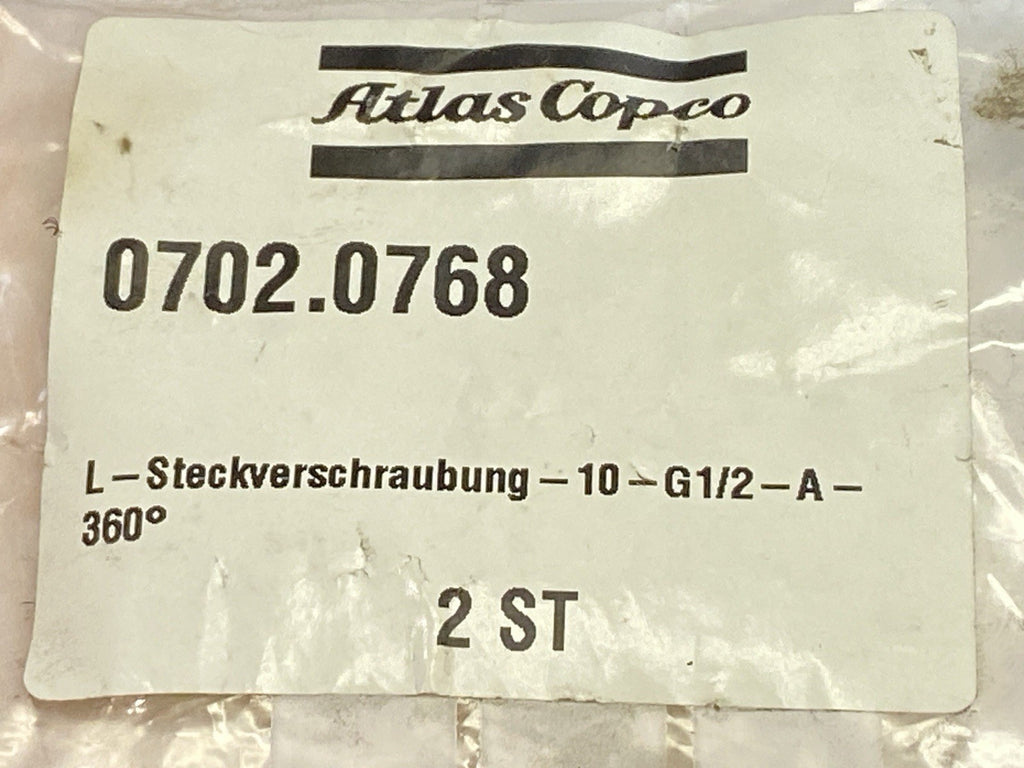 Atlas Copco
0702.0768
L-Steckverschraubung-10-G1/2-A-
360°
2 ST